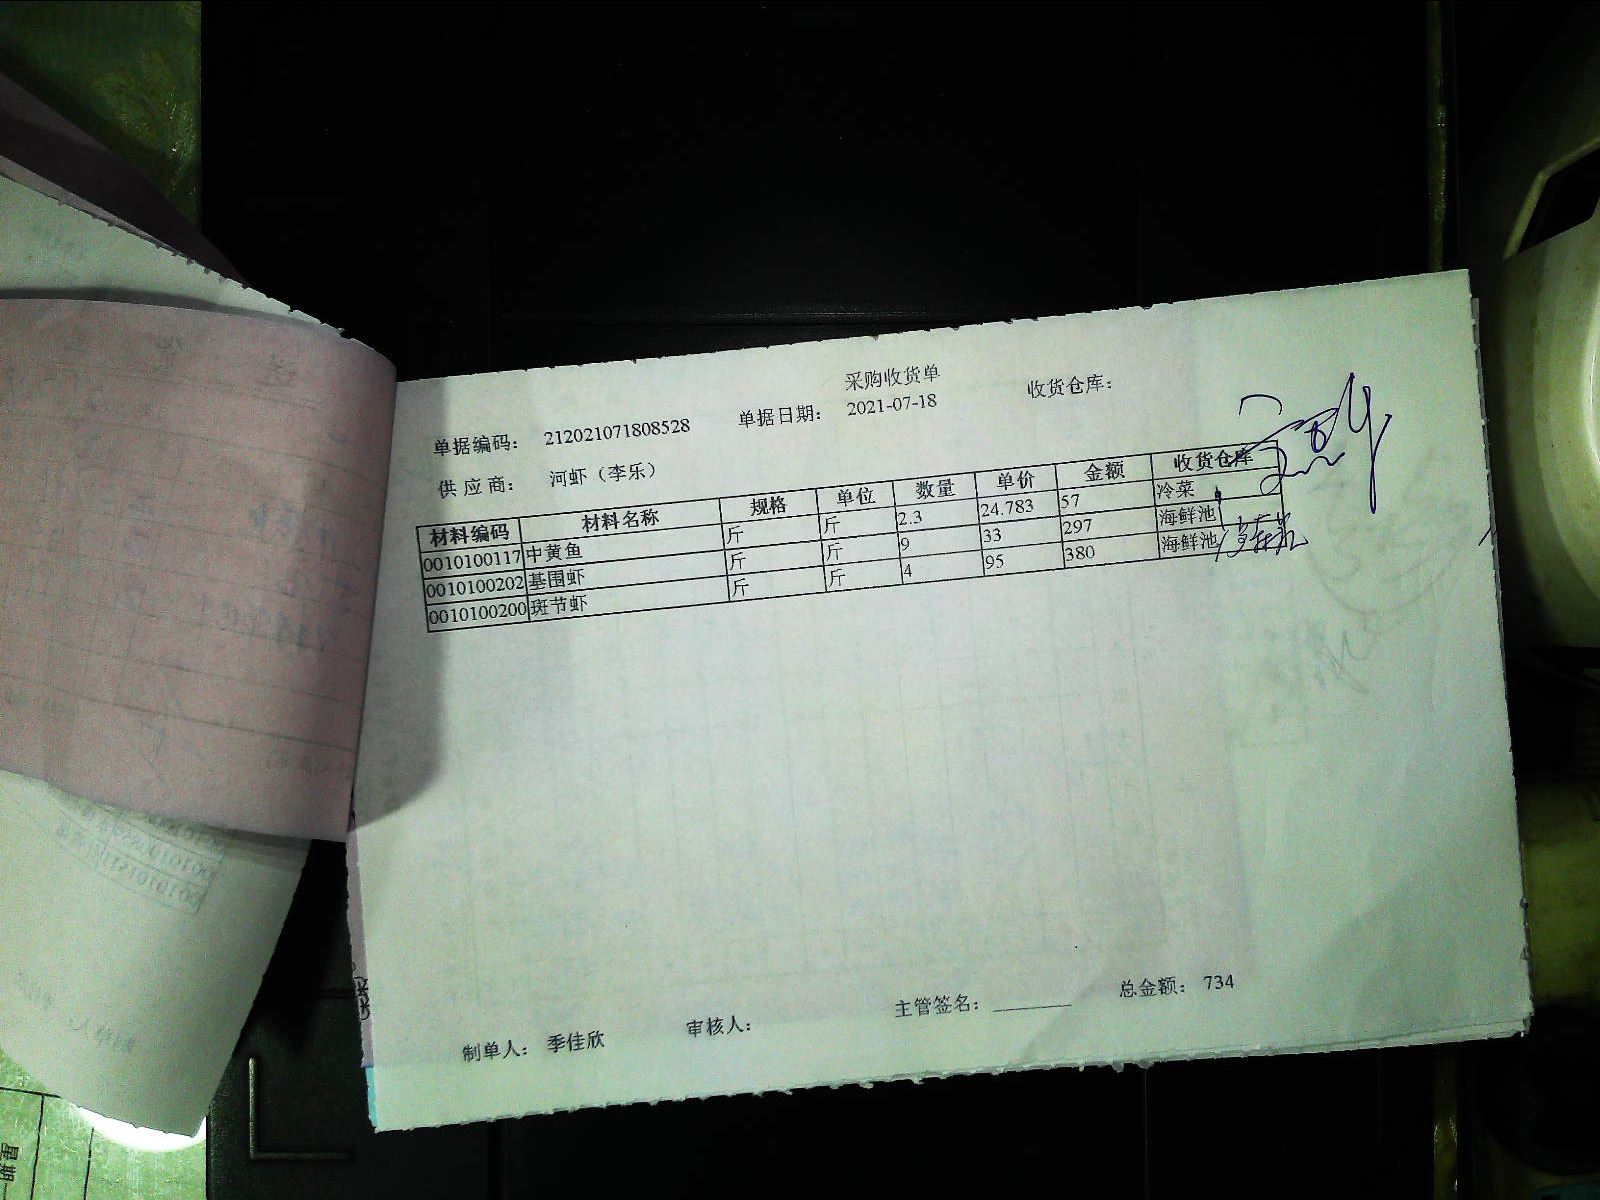 采购收货单
单据编码： 212021071808528 单据日期： 2021-07-18 收货仓库：
供应商： 河虾（李乐）
材料编码 材料名称 规格 单位 数量 单价 金额 收货仓库
0010100117 中黄鱼 斤 斤 2.3 24.783 57 冷菜
0010100202 基围虾 斤 斤 9 33 297 海鲜池
0010100200 斑节虾 斤 斤 4 95 380 海鲜池
制单人： 季佳欣 审核人： 主管签名： ________ 总金额： 734
星期一